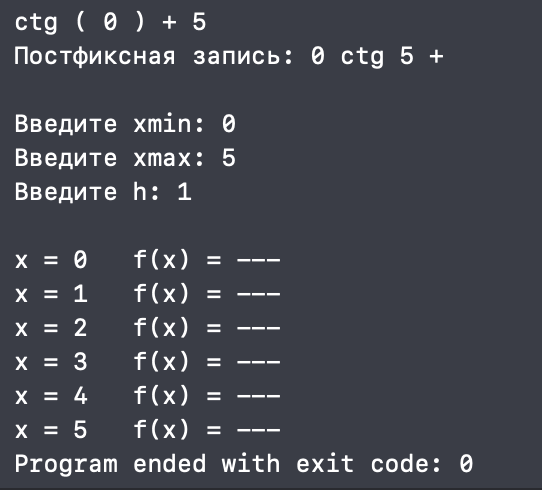 ctg ( 0 ) + 5
Постфиксная запись: 0 ctg 5 +
Введите xmin: 0
Введите xmax: 5
Введите h: 1
x = 0   f(x) = ---
x = 1   f(x) = ---
x = 2   f(x) = ---
x = 3   f(x) = ---
x = 4   f(x) = ---
x = 5   f(x) = ---
Program ended with exit code: 0